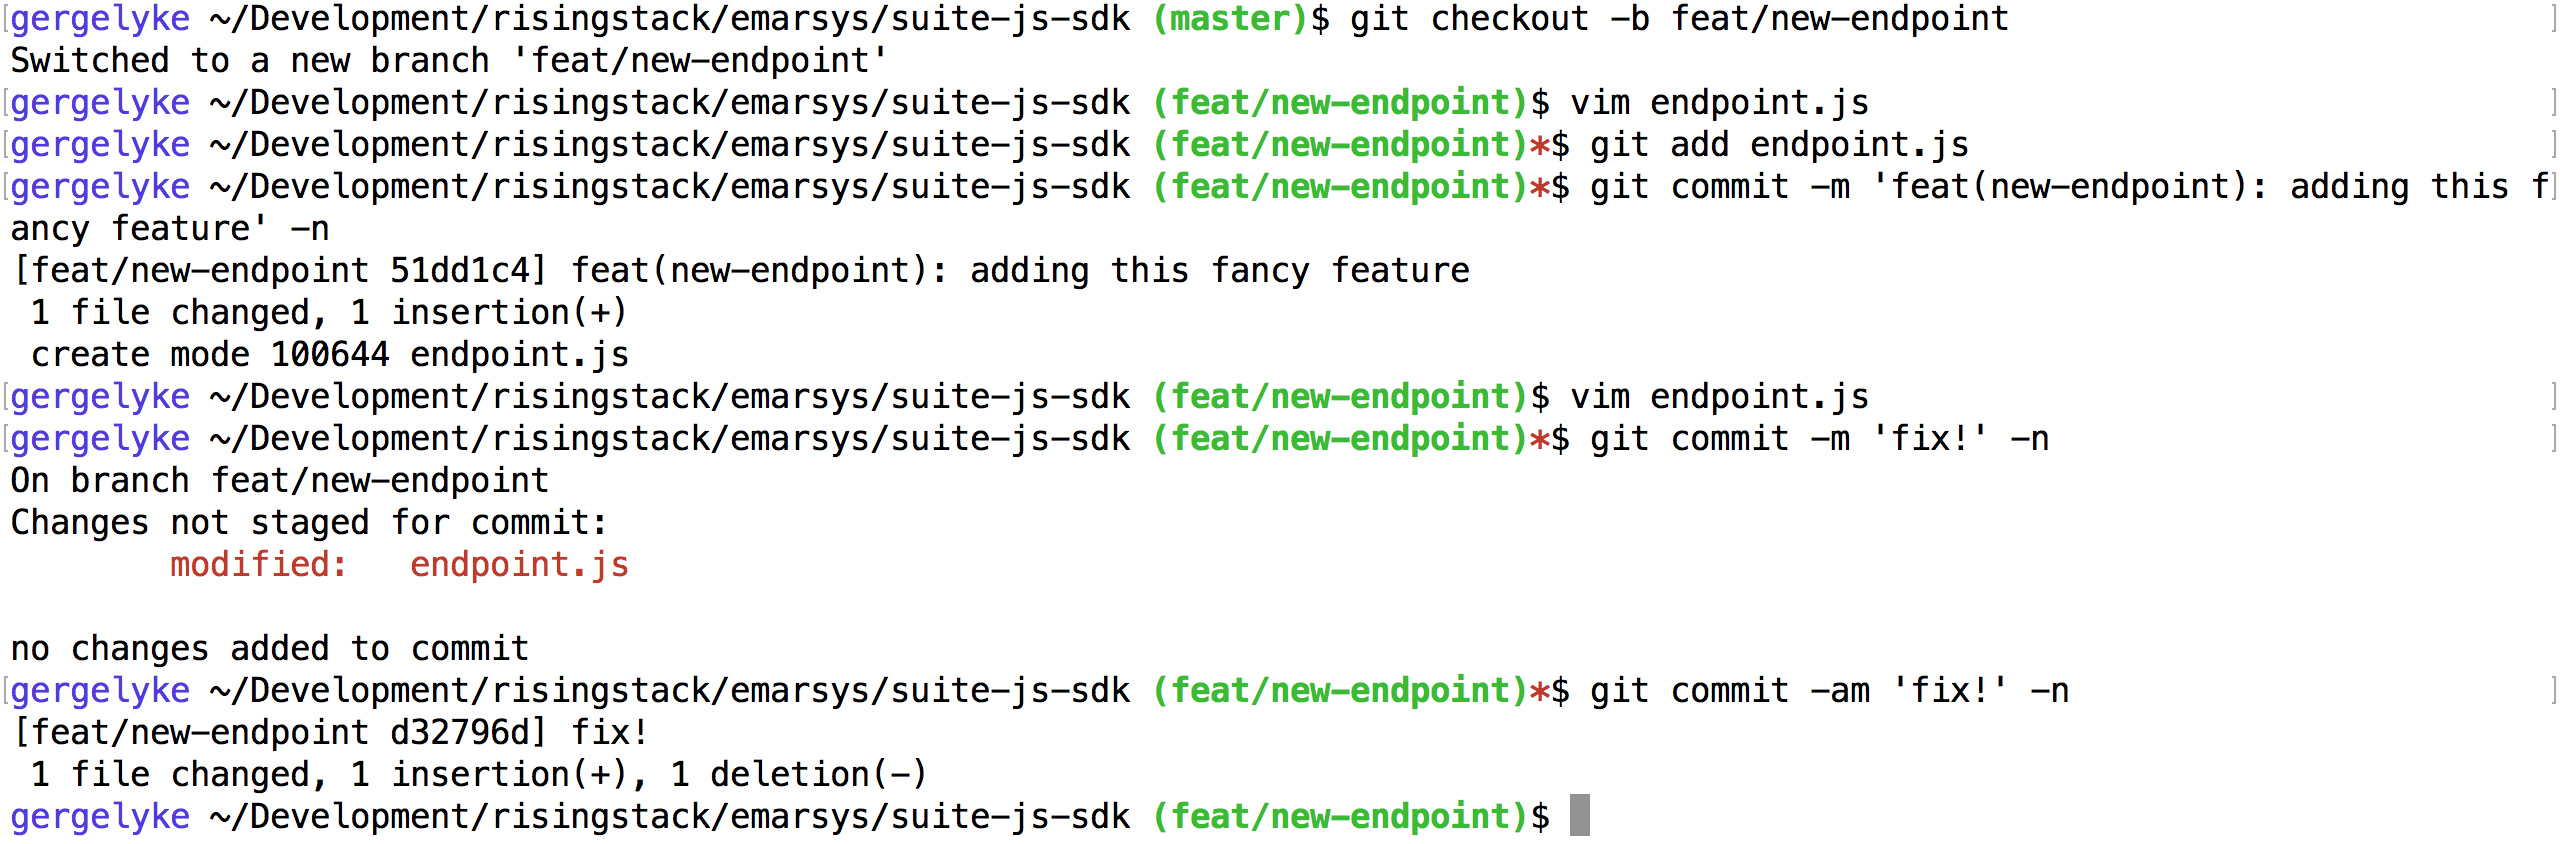 [gergelyke ~/Development/risingstack/emarsys/suite-js-sdk (master)$ git checkout -b feat/new-endpoint ]
Switched to a new branch 'feat/new-endpoint'
[gergelyke ~/Development/risingstack/emarsys/suite-js-sdk (feat/new-endpoint)$ vim endpoint.js ]
[gergelyke ~/Development/risingstack/emarsys/suite-js-sdk (feat/new-endpoint)*$ git add endpoint.js ]
[gergelyke ~/Development/risingstack/emarsys/suite-js-sdk (feat/new-endpoint)*$ git commit -m 'feat(new-endpoint): adding this f]
ancy feature' -n
[feat/new-endpoint 51dd1c4] feat(new-endpoint): adding this fancy feature
 1 file changed, 1 insertion(+)
 create mode 100644 endpoint.js
[gergelyke ~/Development/risingstack/emarsys/suite-js-sdk (feat/new-endpoint)$ vim endpoint.js ]
[gergelyke ~/Development/risingstack/emarsys/suite-js-sdk (feat/new-endpoint)*$ git commit -m 'fix!' -n ]
On branch feat/new-endpoint
Changes not staged for commit:
        modified:   endpoint.js
no changes added to commit
[gergelyke ~/Development/risingstack/emarsys/suite-js-sdk (feat/new-endpoint)*$ git commit -am 'fix!' -n ]
[feat/new-endpoint d32796d] fix!
 1 file changed, 1 insertion(+), 1 deletion(-)
gergelyke ~/Development/risingstack/emarsys/suite-js-sdk (feat/new-endpoint)$